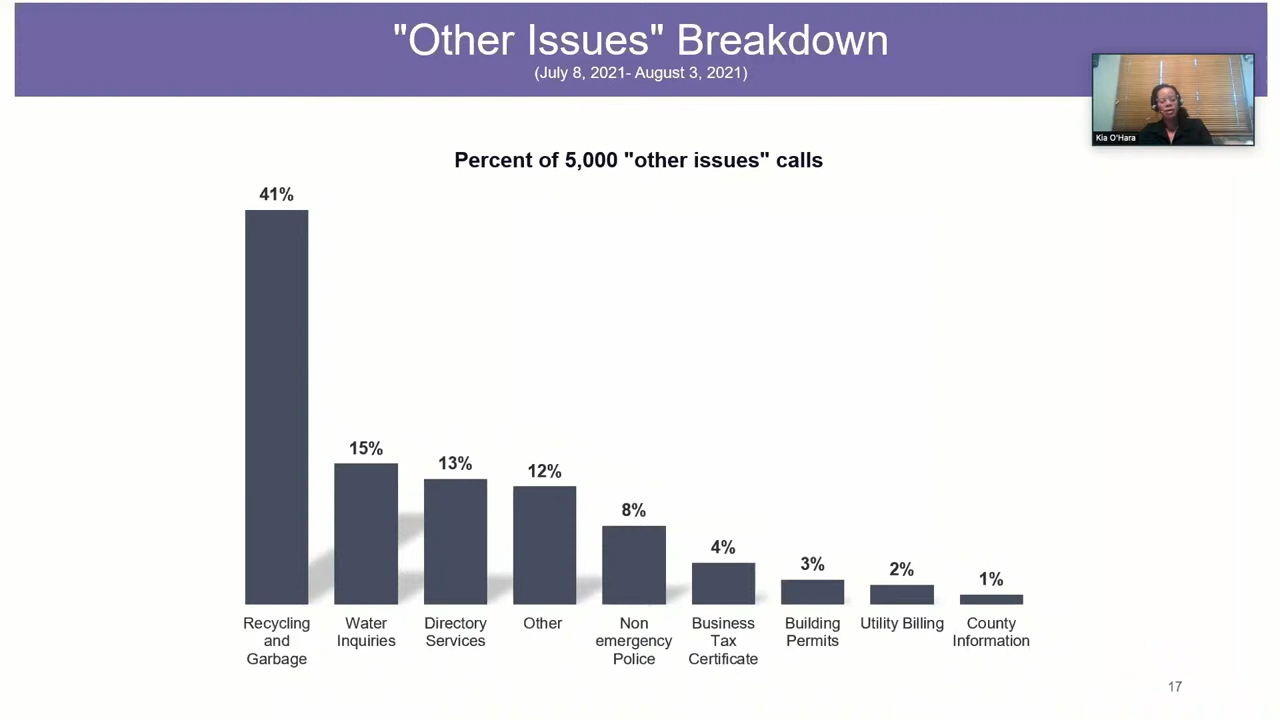 "Other Issues" Breakdown
(July 8, 2021- August 3, 2021)
Kia O'Hara
Percent of 5,000 "other issues" calls
41%
15%
13%
12%
8%
4%
3%
2%
1%
Recycling
and
Garbage
Water
Inquiries
Directory
Services
Other
Non
emergency
Police
Business
Tax
Certificate
Building
Permits
Utility Billing
County
Information
17